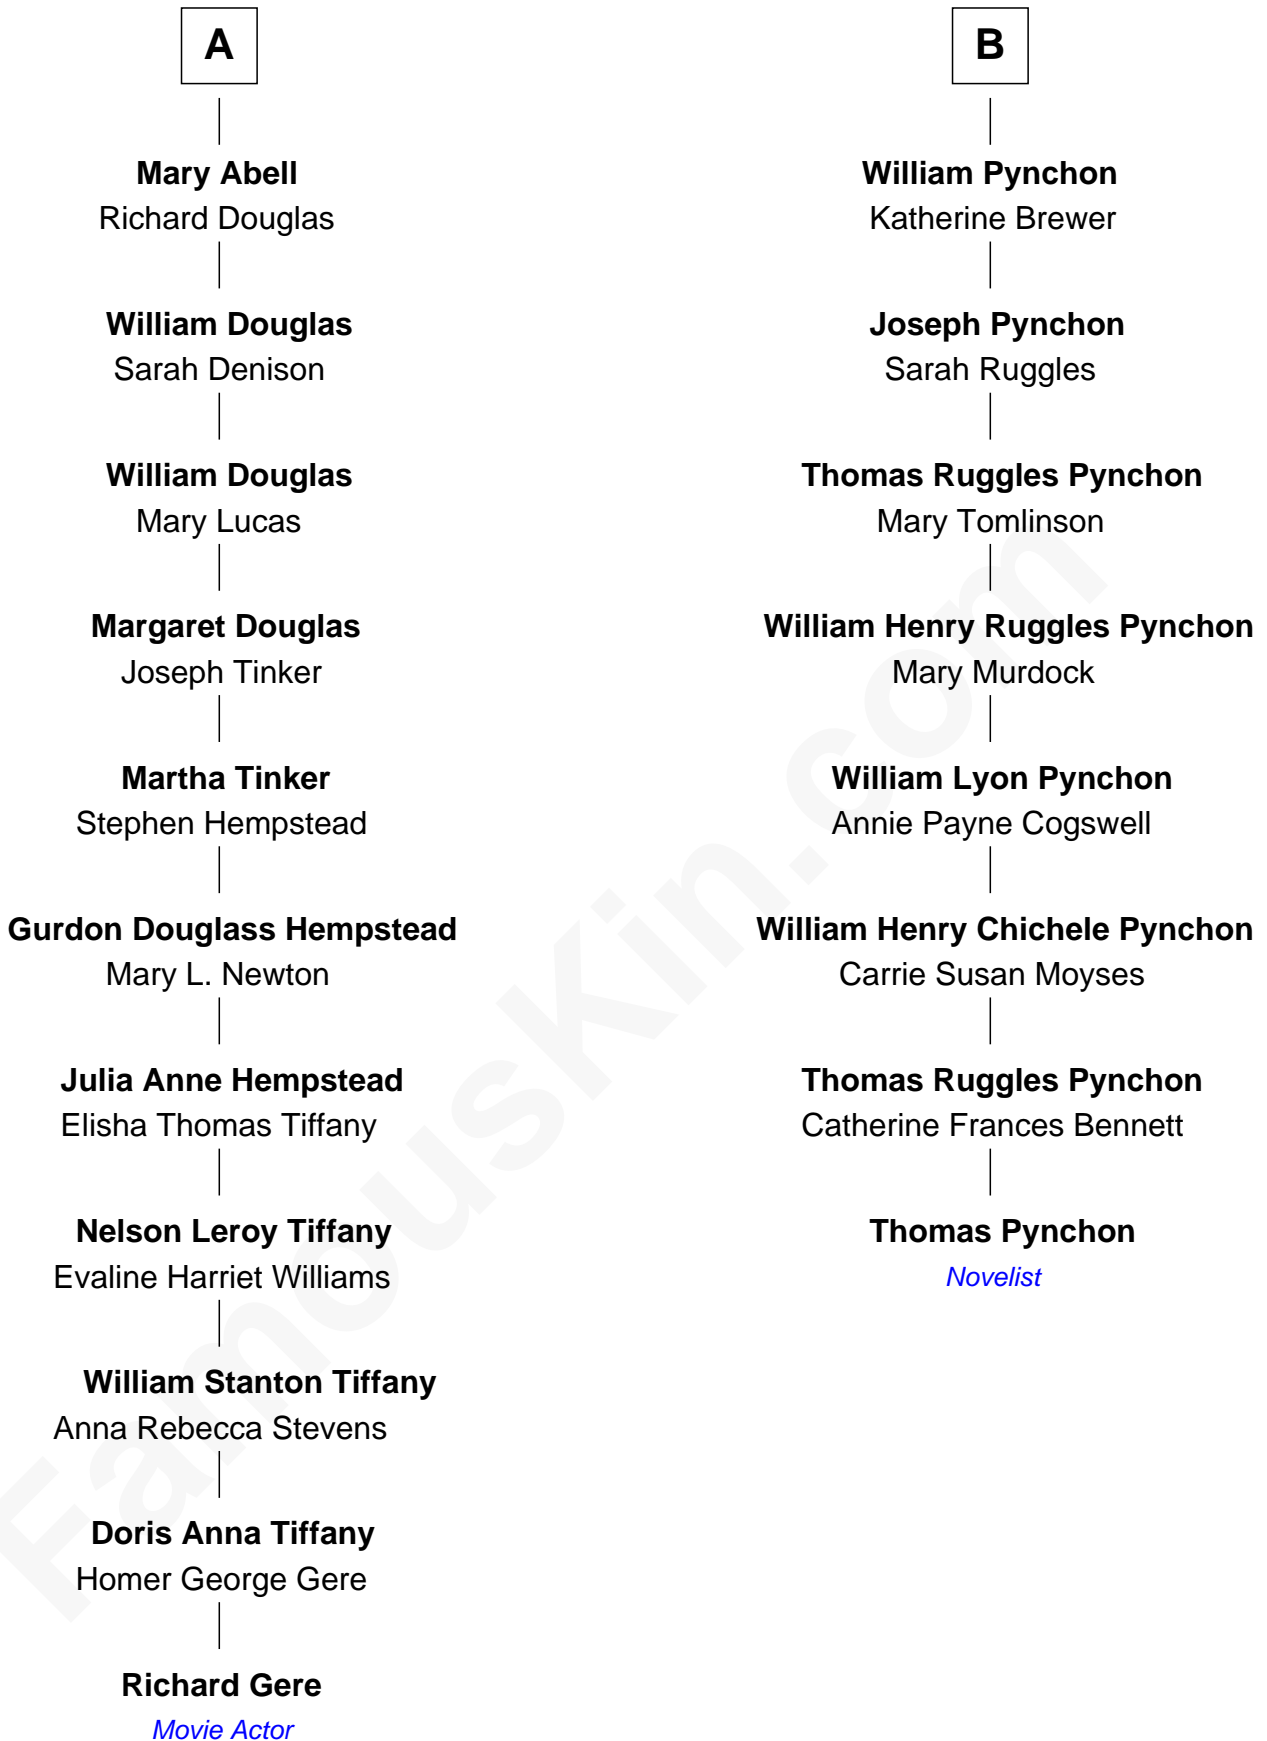 A
Mary Abell
Richard Douglas
William Douglas
Sarah Denison
William Douglas
Mary Lucas
Margaret Douglas
Joseph Tinker
Martha Tinker
Stephen Hempstead
Gurdon Douglass Hempstead
Mary L. Newton
Julia Anne Hempstead
Elisha Thomas Tiffany
Nelson Leroy Tiffany
Evaline Harriet Williams
William Stanton Tiffany
Anna Rebecca Stevens
Doris Anna Tiffany
Homer George Gere
Richard Gere
Movie Actor
B
William Pynchon
Katherine Brewer
Joseph Pynchon
Sarah Ruggles
Thomas Ruggles Pynchon
Mary Tomlinson
William Henry Ruggles Pynchon
Mary Murdock
William Lyon Pynchon
Annie Payne Cogswell
William Henry Chichele Pynchon
Carrie Susan Moyses
Thomas Ruggles Pynchon
Catherine Frances Bennett
Thomas Pynchon
Novelist
FamousKin.com